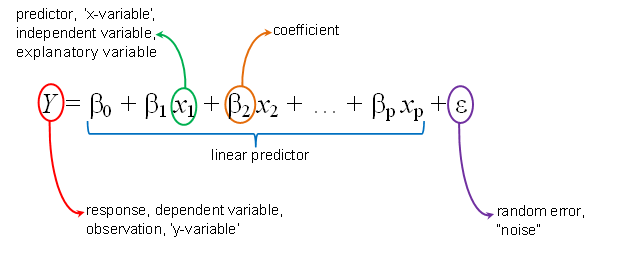 predictor, 'x-variable',
independent variable,
explanatory variable
coefficient
Y = β₀ + β₁x₁ + β₂x₂ + ... + βₚxₚ + ε
linear predictor
response, dependent variable,
observation, 'y-variable'
random error,
"noise"